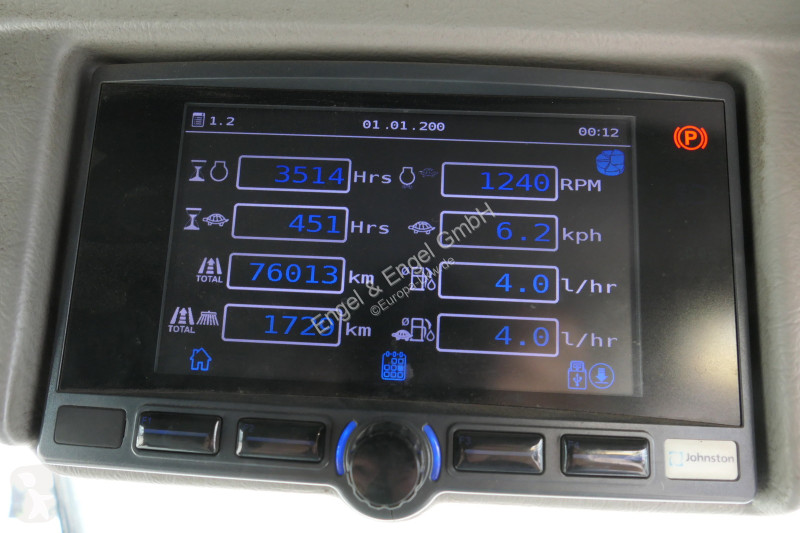 1.2 01.01.200 00:12
3514 Hrs 1240 RPM
451 Hrs 6.2 kph
TOTAL 76013 km 4.0 l/hr
TOTAL 1729 km Ø 4.0 l/hr
P
Johnston
Engel & Engel GmbH